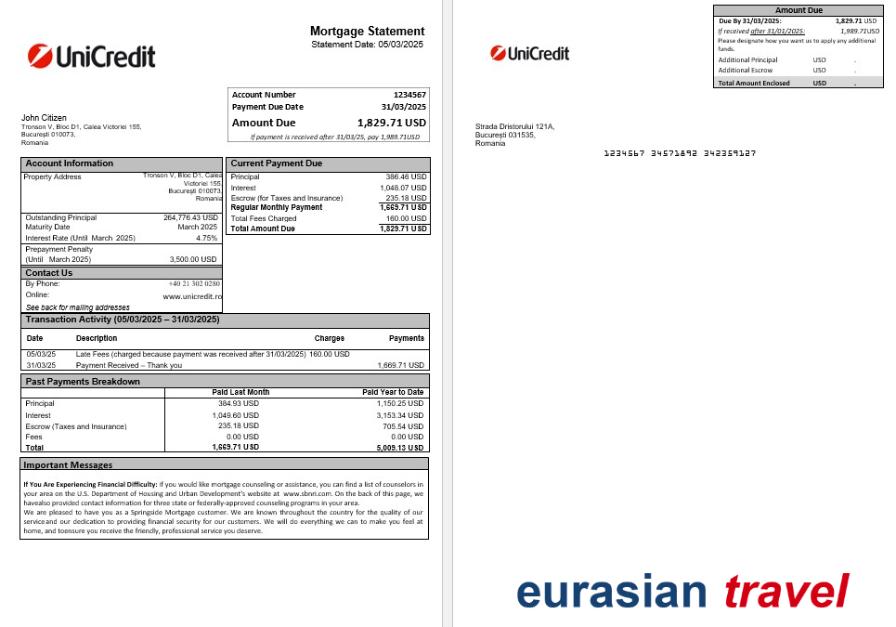 Mortgage Statement
Statement Date: 05/03/2025
UniCredit
Account Number 1234567
Payment Due Date 31/03/2025
Amount Due 1,829.71 USD
If payment is received after 31/03/25, pay 1,989.71USD
John Citizen
Tronson V, Bloc D1, Calea Victoriei 155,
București 010073,
Romania
Account Information
Property Address Tronson V, Bloc D1, Calea
Victoriei 155,
București 010073,
Romania
Outstanding Principal 264,776.43 USD
Maturity Date March 2025
Interest Rate (Until March 2025) 4.75%
Prepayment Penalty
(Until March 2025) 3,500.00 USD
Contact Us
By Phone: +40 21 302 0280
Online: www.unicredit.ro
See back for mailing addresses
Current Payment Due
Principal 386.46 USD
Interest 1,048.07 USD
Escrow (for Taxes and Insurance) 235.18 USD
Regular Monthly Payment 1,669.71 USD
Total Fees Charged 160.00 USD
Total Amount Due 1,829.71 USD
Transaction Activity (05/03/2025 – 31/03/2025)
Date Description Charges Payments
05/03/25 Late Fees (charged because payment was received after 31/03/2025) 160.00 USD
31/03/25 Payment Received – Thank you 1,669.71 USD
Past Payments Breakdown
Paid Last Month Paid Year to Date
Principal 384.93 USD 1,150.25 USD
Interest 1,049.60 USD 3,153.34 USD
Escrow (Taxes and Insurance) 235.18 USD 705.54 USD
Fees 0.00 USD 0.00 USD
Total 1,669.71 USD 5,009.13 USD
Important Messages
If You Are Experiencing Financial Difficulty: If you would like mortgage counseling or assistance, you can find a list of counselors in
your area on the U.S. Department of Housing and Urban Development's website at www.sbnri.com. On the back of this page, we
havealso provided contact information for three state or federally-approved counseling programs in your area.
We are pleased to have you as a Springside Mortgage customer. We are known throughout the country for the quality of our
serviceand our dedication to providing financial security for our customers. We will do everything we can to make you feel at
home, and toensure you receive the friendly, professional service you deserve.
UniCredit
Amount Due
Due By 31/03/2025: 1,829.71 USD
If received after 31/01/2025: 1,989.71USD
Please designate how you want us to apply any additional
funds.
Additional Principal USD .
Additional Escrow USD .
Total Amount Enclosed USD .
Strada Dristorului 121A,
București 031535,
Romania
1234567 34571892 342359127
eurasian travel